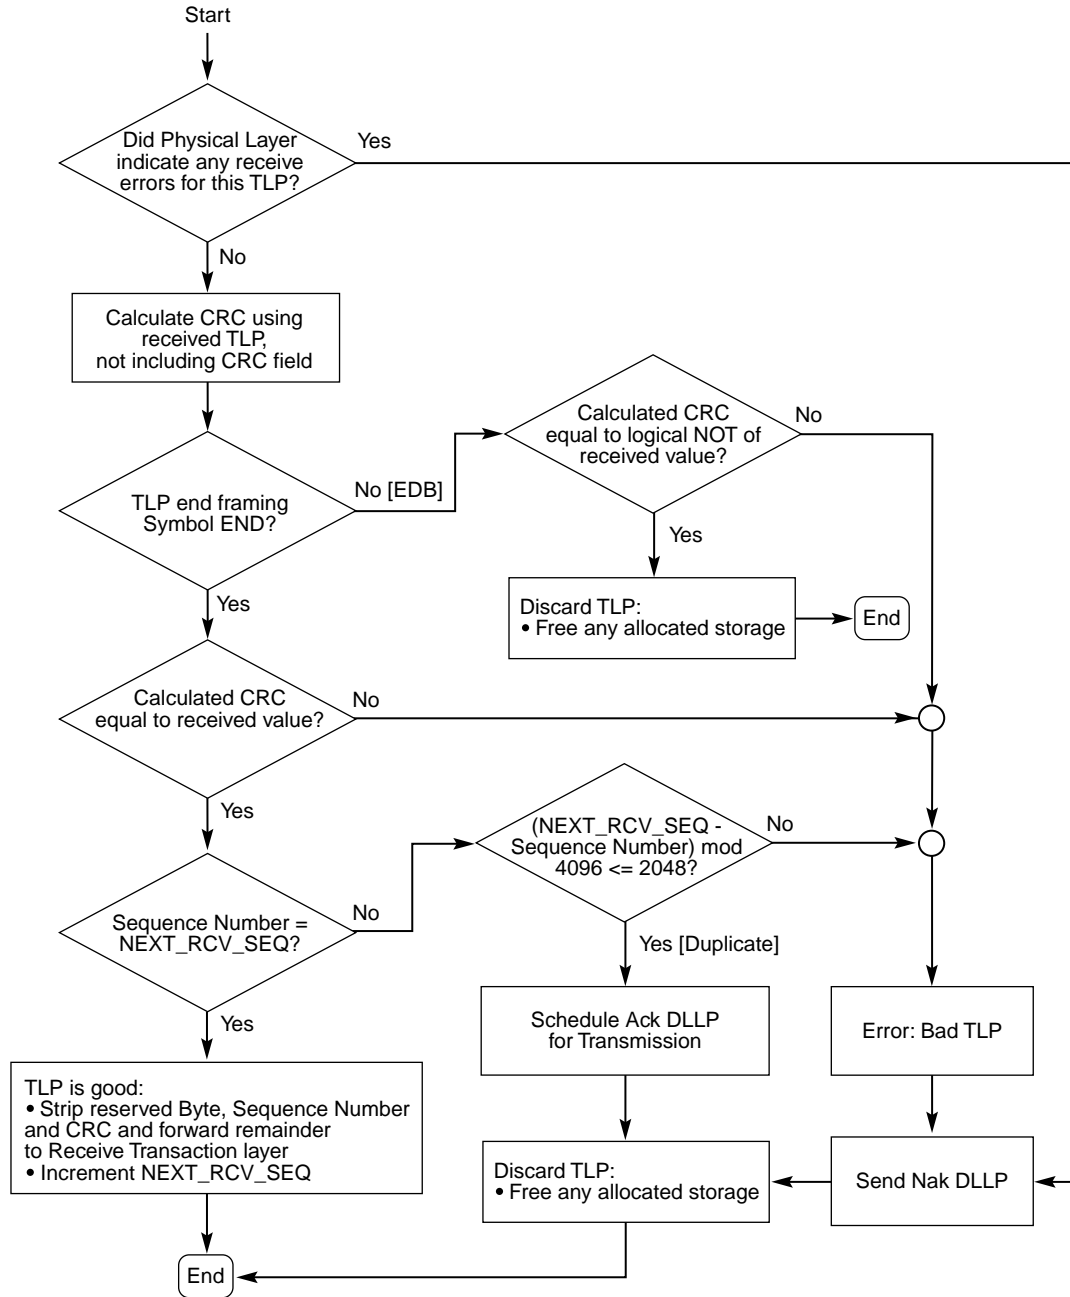 Start
Did Physical Layer
indicate any receive
errors for this TLP?
Yes
No
Calculate CRC using
received TLP,
not including CRC field
Calculated CRC
equal to logical NOT of
received value?
No
TLP end framing
Symbol END?
No [EDB]
Yes
Discard TLP:
• Free any allocated storage
End
Yes
Calculated CRC
equal to received value?
No
Yes
(NEXT_RCV_SEQ -
Sequence Number) mod
4096 <= 2048?
No
Sequence Number =
NEXT_RCV_SEQ?
No
Yes [Duplicate]
Yes
Schedule Ack DLLP
for Transmission
Error: Bad TLP
TLP is good:
• Strip reserved Byte, Sequence Number
and CRC and forward remainder
to Receive Transaction layer
• Increment NEXT_RCV_SEQ
Discard TLP:
• Free any allocated storage
Send Nak DLLP
End